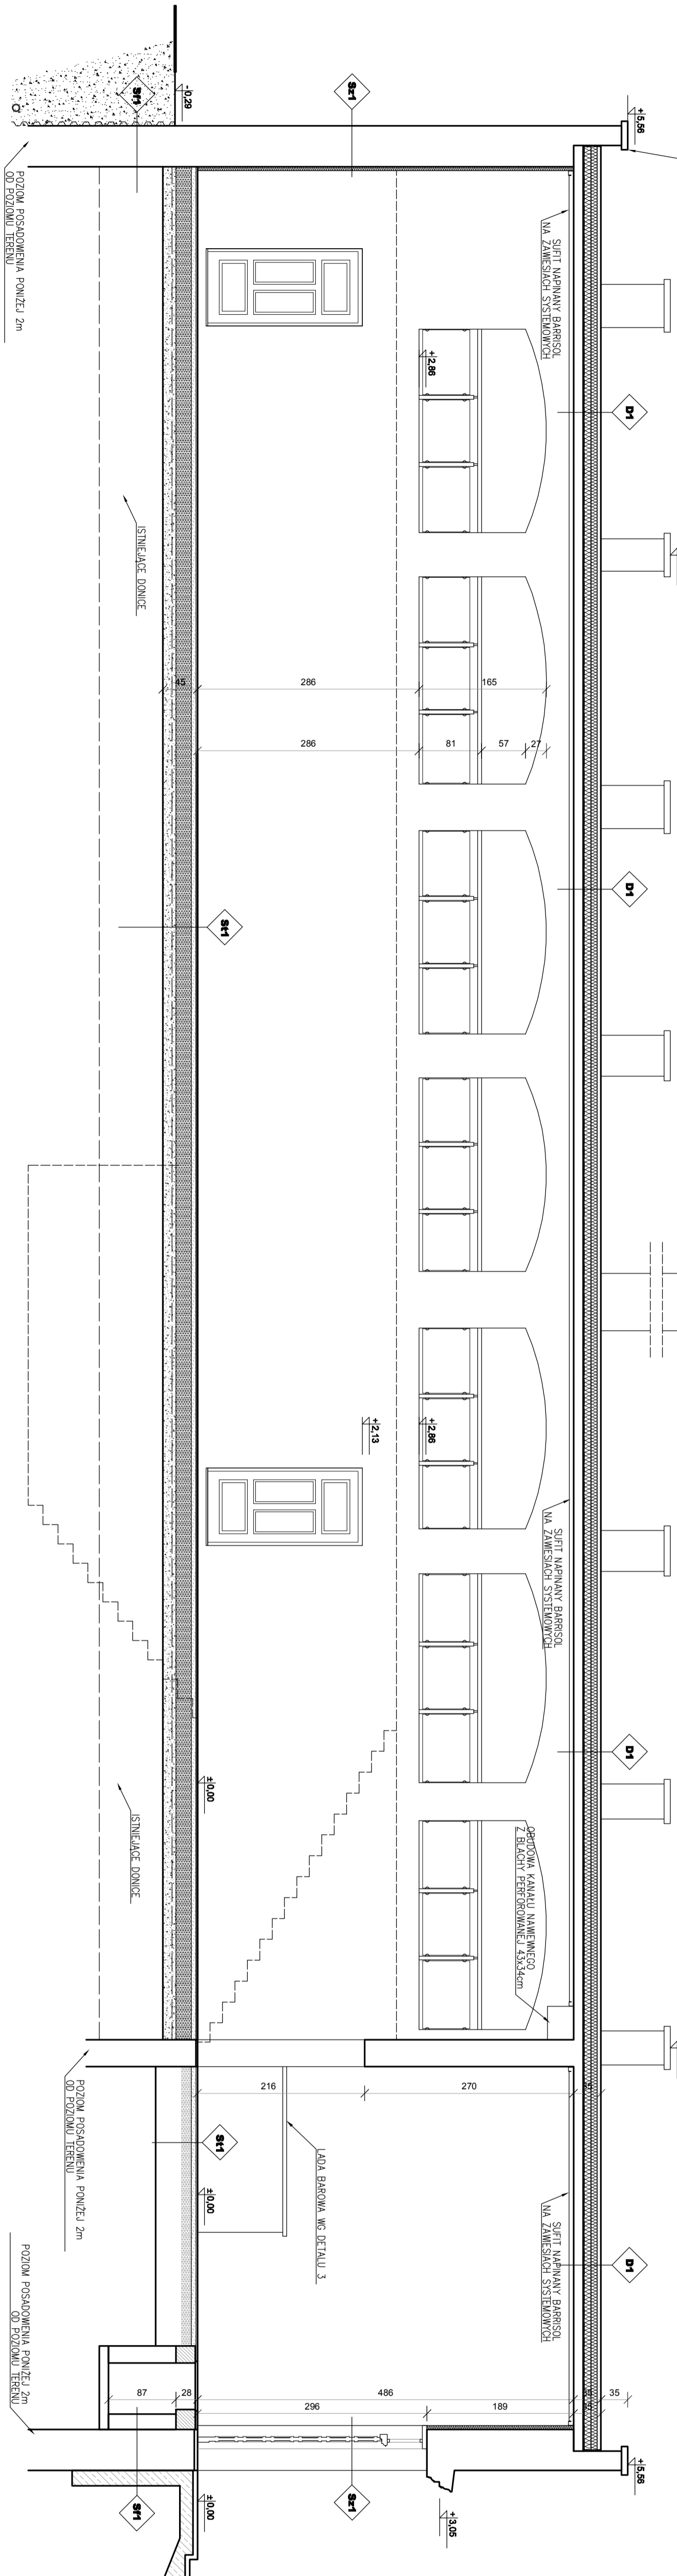 +5,56
Sz1
-0,29
Sf1
POZIOM POSADOWIENIA PONIŻEJ 2m
OD POZIOMU TERENU
SUFIT NAPINANY BARRISOL
NA ZAWIESIACH SYSTEMOWYCH
D1
+2,86
ISTNIEJĄCE DONICE
45
286
165
286
81
57
27
D1
St1
+2,86
+2,13
SUFIT NAPINANY BARRISOL
NA ZAWIESIACH SYSTEMOWYCH
D1
±0,00
ISTNIEJĄCE DONICE
OBUDOWA KANAŁU NAWIEWNEGO
Z BLACHY PERFOROWANEJ 43x34cm
216
270
POZIOM POSADOWIENIA PONIŻEJ 2m
OD POZIOMU TERENU
St1
LADA BAROWA WG DETALU 3
±0,00
SUFIT NAPINANY BARRISOL
NA ZAWIESIACH SYSTEMOWYCH
D1
87
28
486
35
296
189
POZIOM POSADOWIENIA PONIŻEJ 2m
OD POZIOMU TERENU
+5,56
Sf1
±0,00
Sz1
+3,05